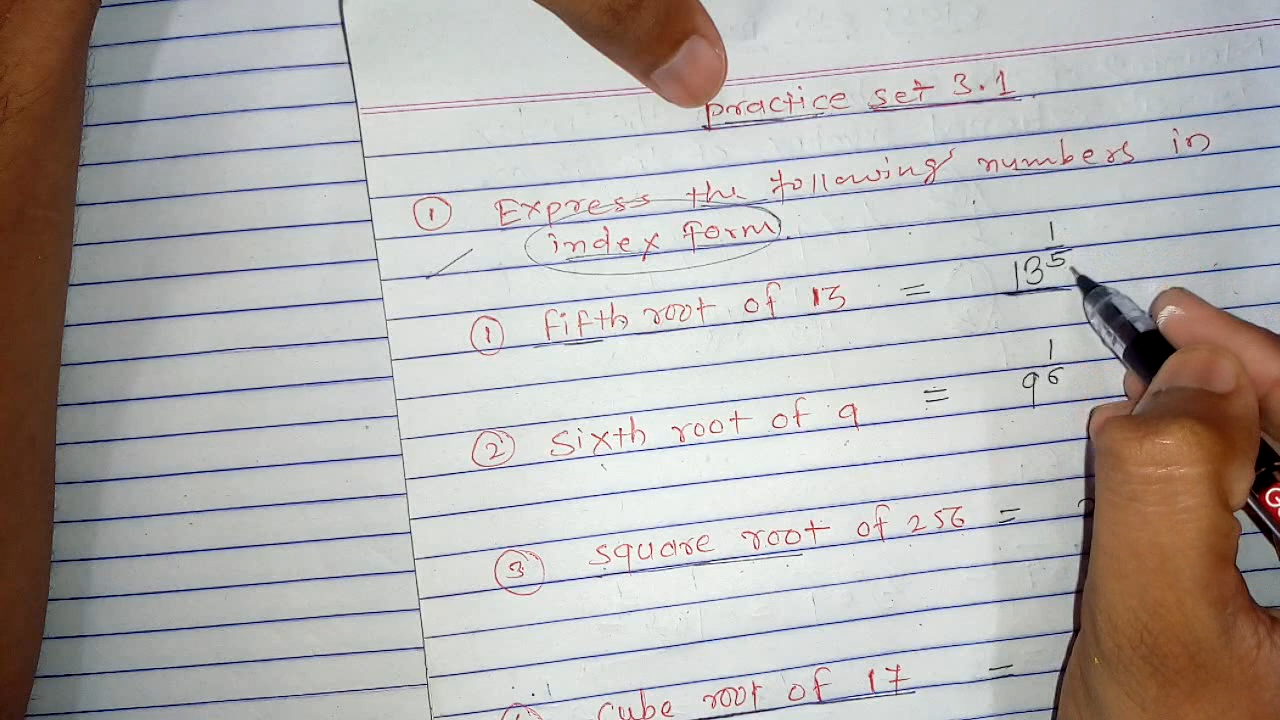 Practice set 3.1
① Express the following numbers in
index form.
① fifth root of 13 = 13^(1/5)
② Sixth root of 9 = 9^(1/6)
③ square root of 256 =
cube root of 17 =